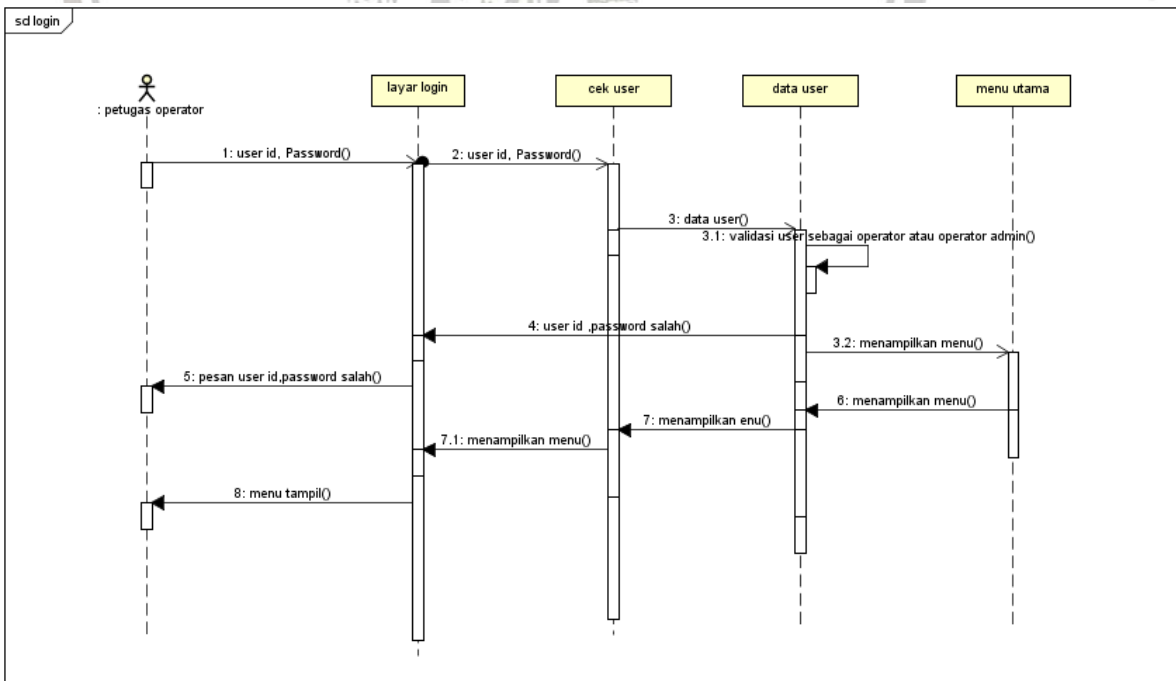 sd login
: petugas operator
layar login
cek user
data user
menu utama
1: user id, Password()
2: user id, Password()
3: data user()
3.1: validasi user sebagai operator atau operator admin()
4: user id ,password salah()
3.2: menampilkan menu()
5: pesan user id,password salah()
6: menampilkan menu()
7: menampilkan enu()
7.1: menampilkan menu()
8: menu tampil()